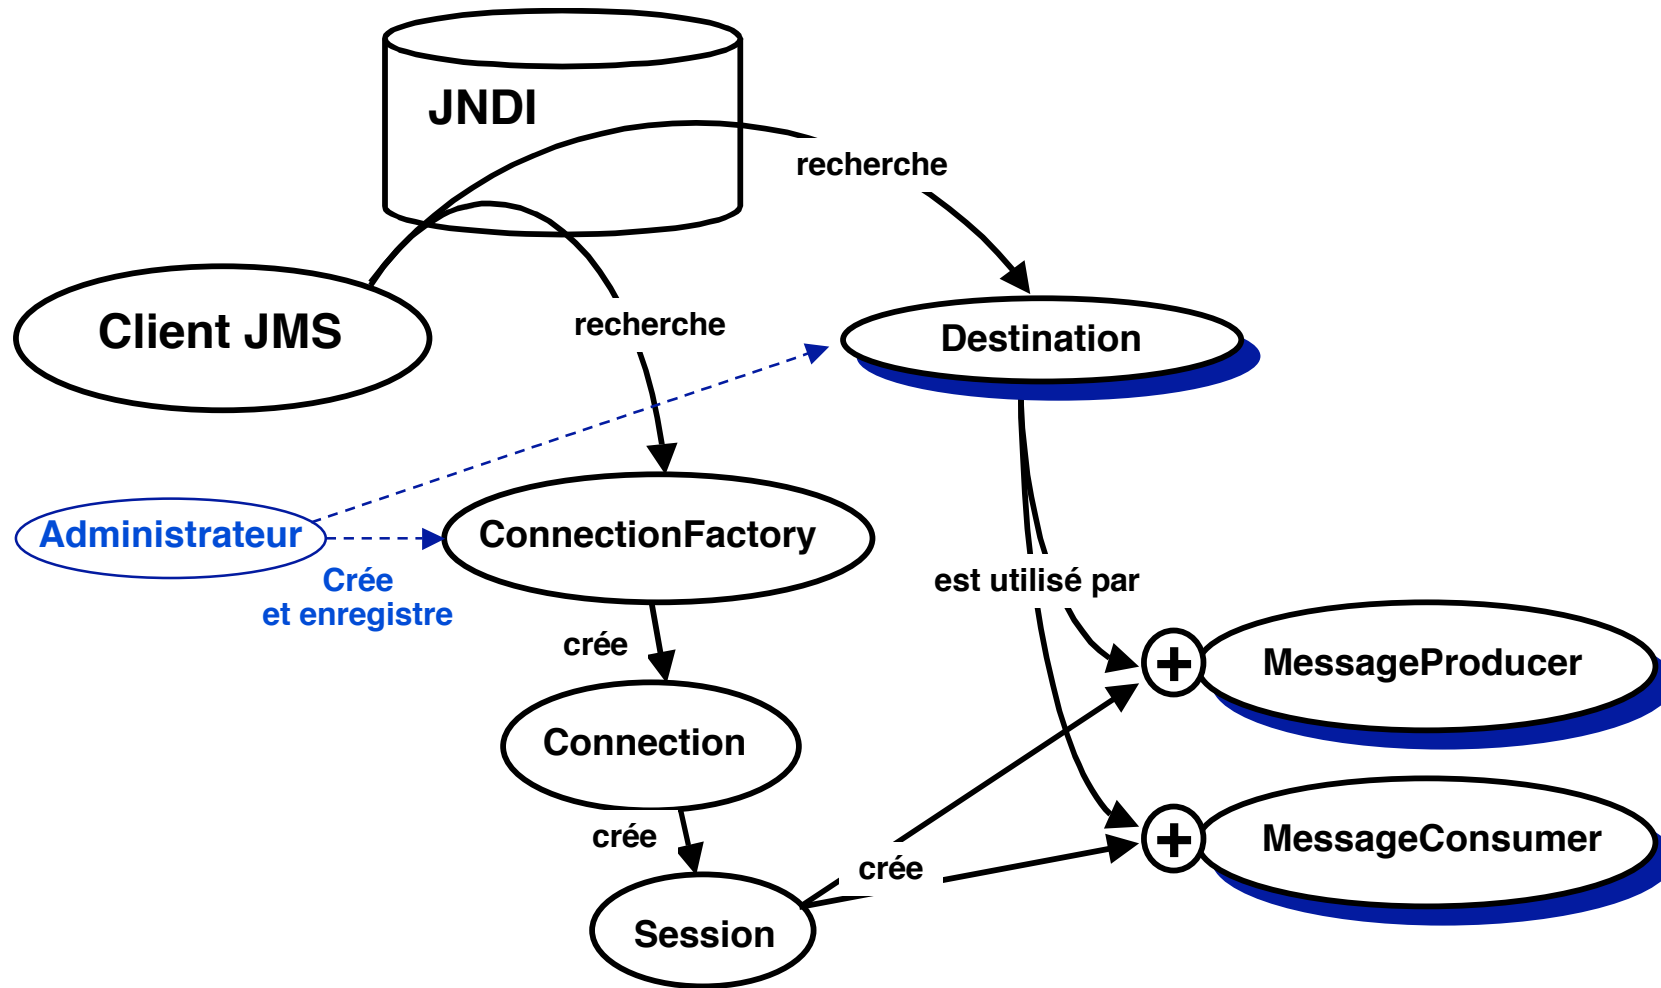 JNDI
recherche
Client JMS
recherche
Destination
Administrateur
ConnectionFactory
Crée
et enregistre
est utilisé par
crée
MessageProducer
Connection
crée
MessageConsumer
crée
Session